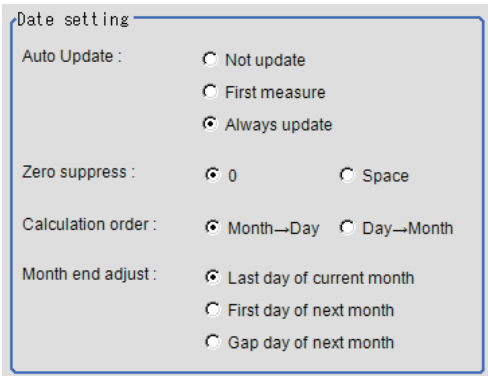 Date setting
Auto Update :
Not update
First measure
Always update
Zero suppress :
0
Space
Calculation order :
Month→Day
Day→Month
Month end adjust :
Last day of current month
First day of next month
Gap day of next month